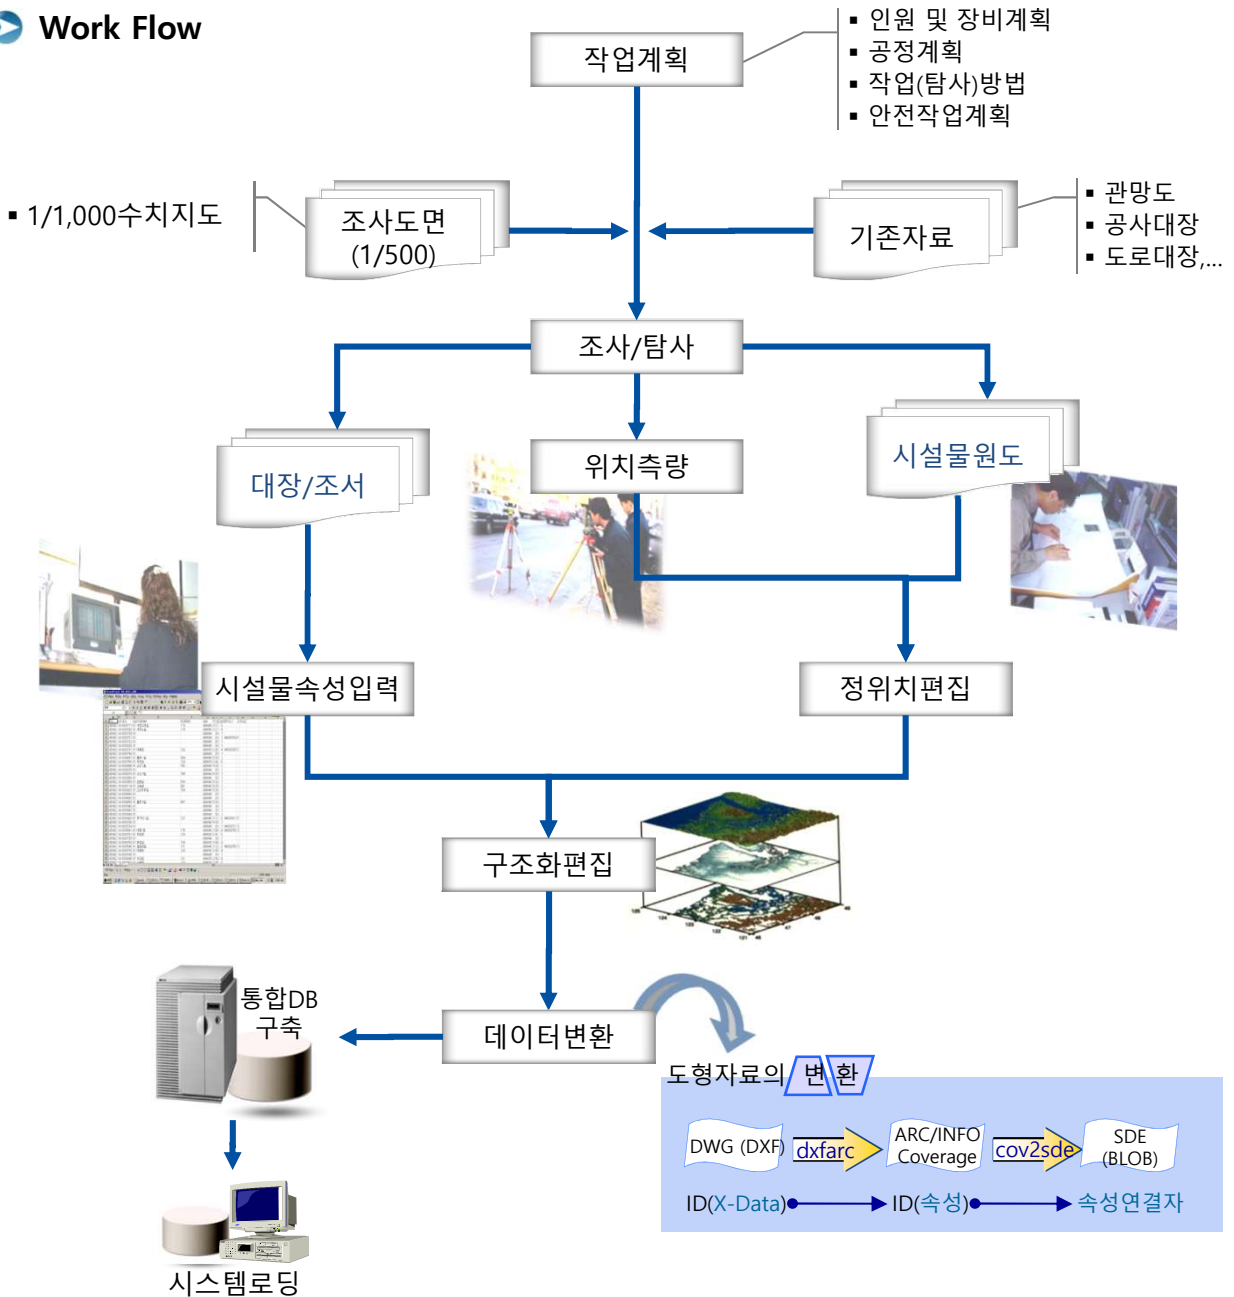 Work Flow
작업계획
▪ 인원 및 장비계획
▪ 공정계획
▪ 작업(탐사)방법
▪ 안전작업계획
▪ 1/1,000수치지도
조사도면
(1/500)
기존자료
▪ 관망도
▪ 공사대장
▪ 도로대장,...
조사/탐사
대장/조서
위치측량
시설물원도
시설물속성입력
정위치편집
구조화편집
통합DB
구축
데이터변환
도형자료의 변환
DWG (DXF)
dxfarc
ARC/INFO
Coverage
cov2sde
SDE
(BLOB)
ID(X-Data)
ID(속성)
속성연결자
시스템로딩